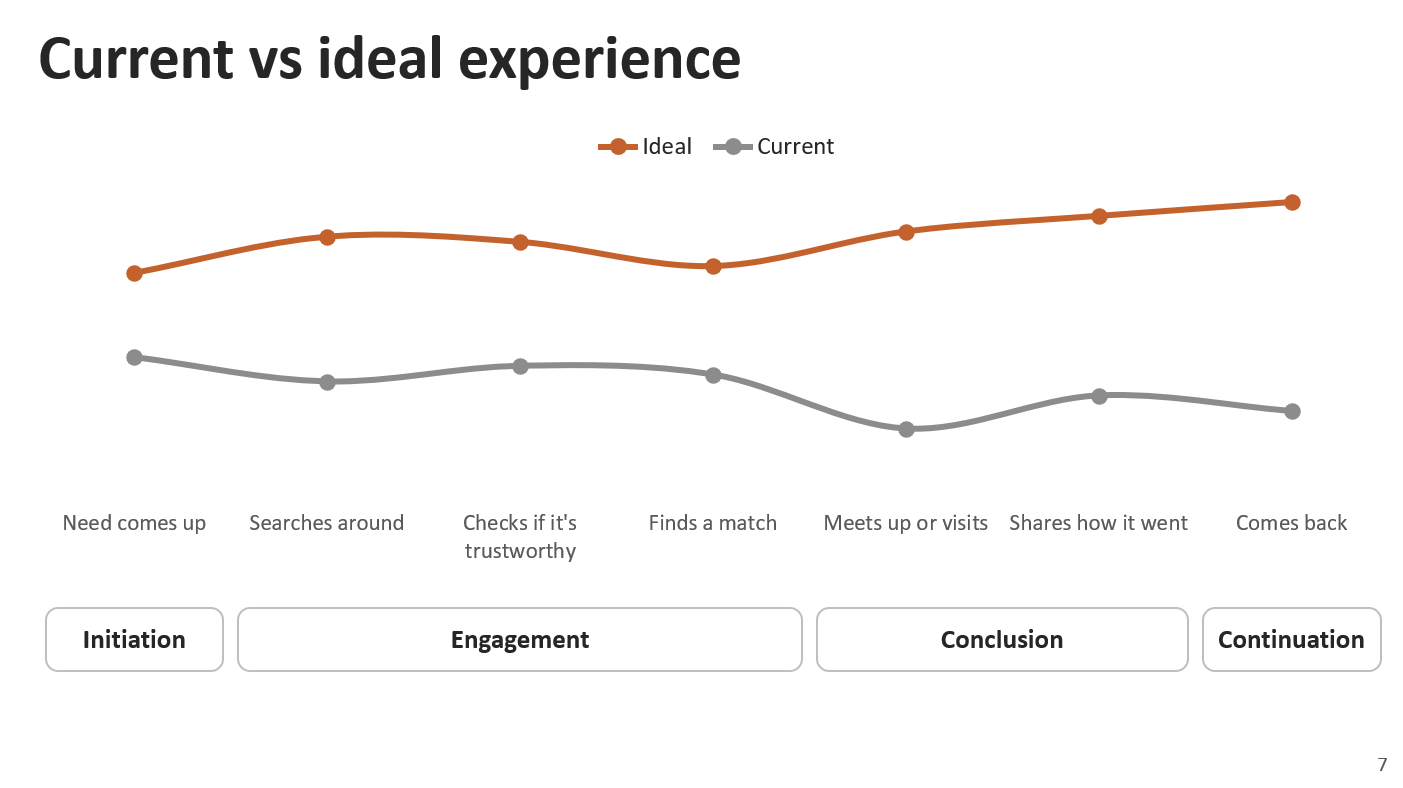 Current vs ideal experience
Ideal
Current
Need comes up
Searches around
Checks if it's
trustworthy
Finds a match
Meets up or visits
Shares how it went
Comes back
Initiation
Engagement
Conclusion
Continuation
7